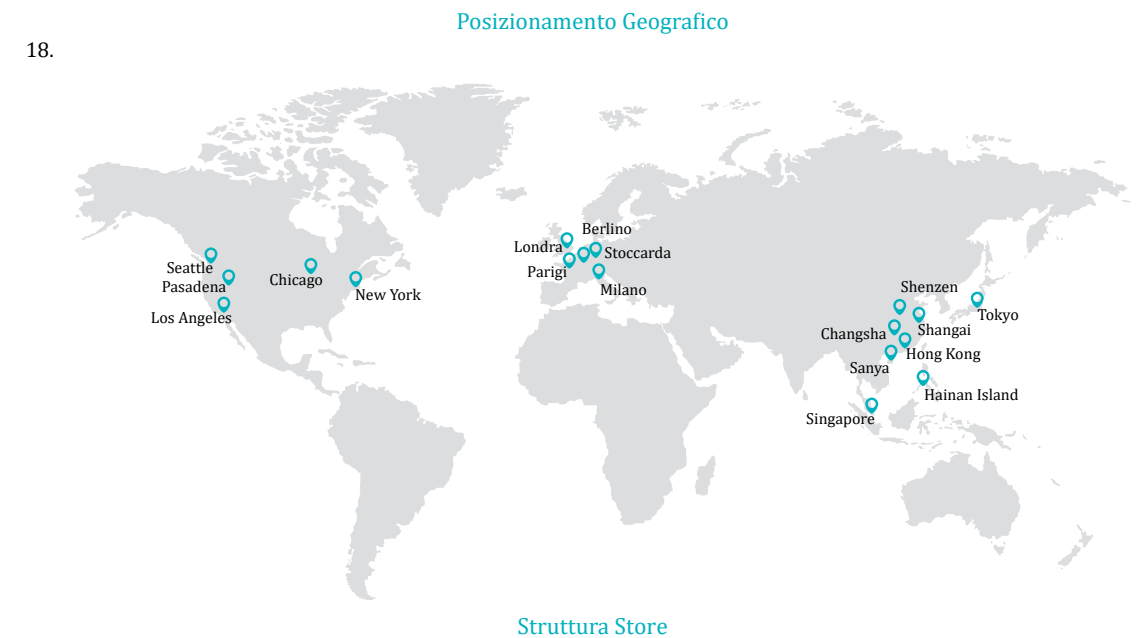 Posizionamento Geografico
18.
Berlino
Londra
Stoccarda
Parigi
Milano
Seattle
Pasadena
Chicago
New York
Los Angeles
Shenzen
Tokyo
Changsha
Shangai
Hong Kong
Sanya
Hainan Island
Singapore
Struttura Store